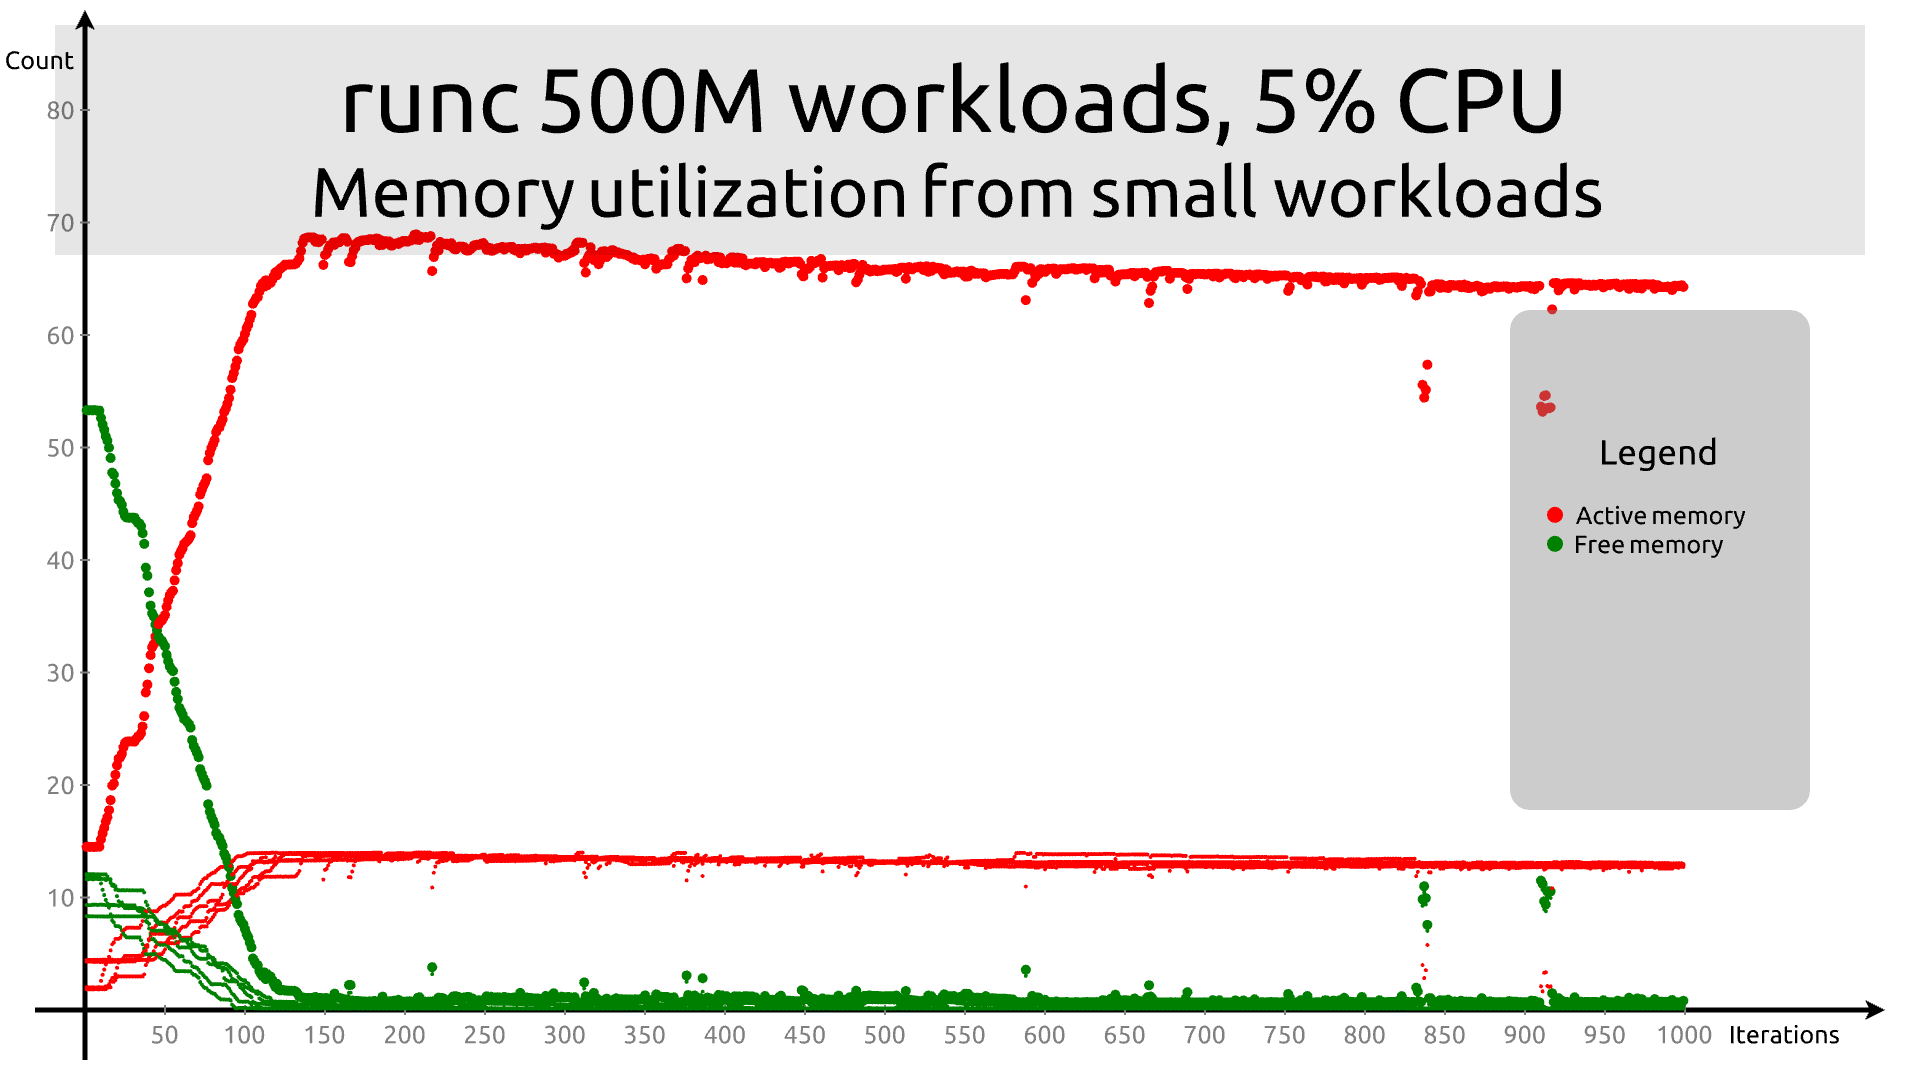 runc 500M workloads, 5% CPU
Memory utilization from small workloads
Count
80
70
60
50
40
30
20
10
Legend
Active memory
Free memory
50 100 150 200 250 300 350 400 450 500 550 600 650 700 750 800 850 900 950 1000 Iterations